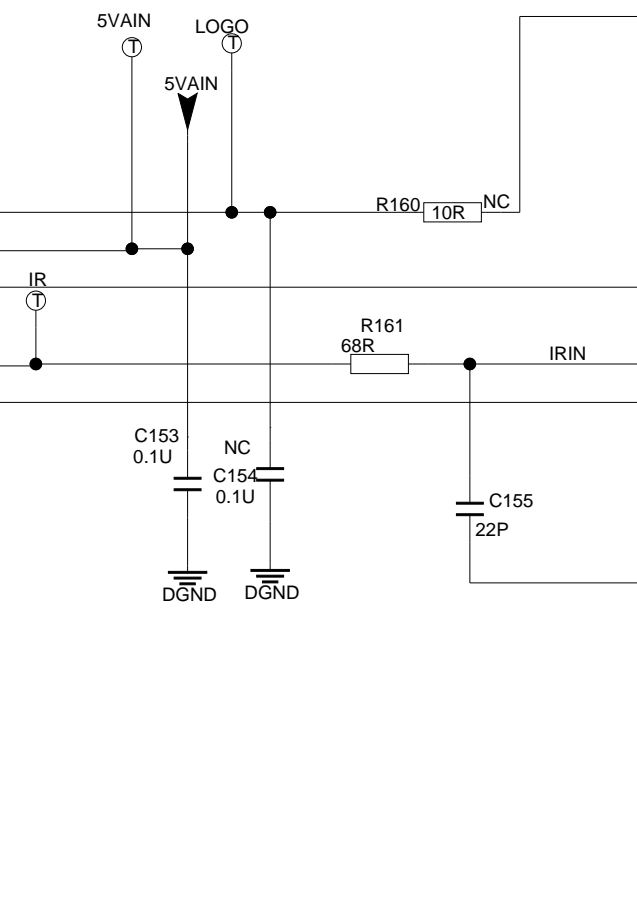 5VAIN
T
LOGO
T
5VAIN
R160
10R
NC
IR
T
R161
68R
IRIN
C153
0.1U
NC
C154
0.1U
C155
22P
DGND
DGND